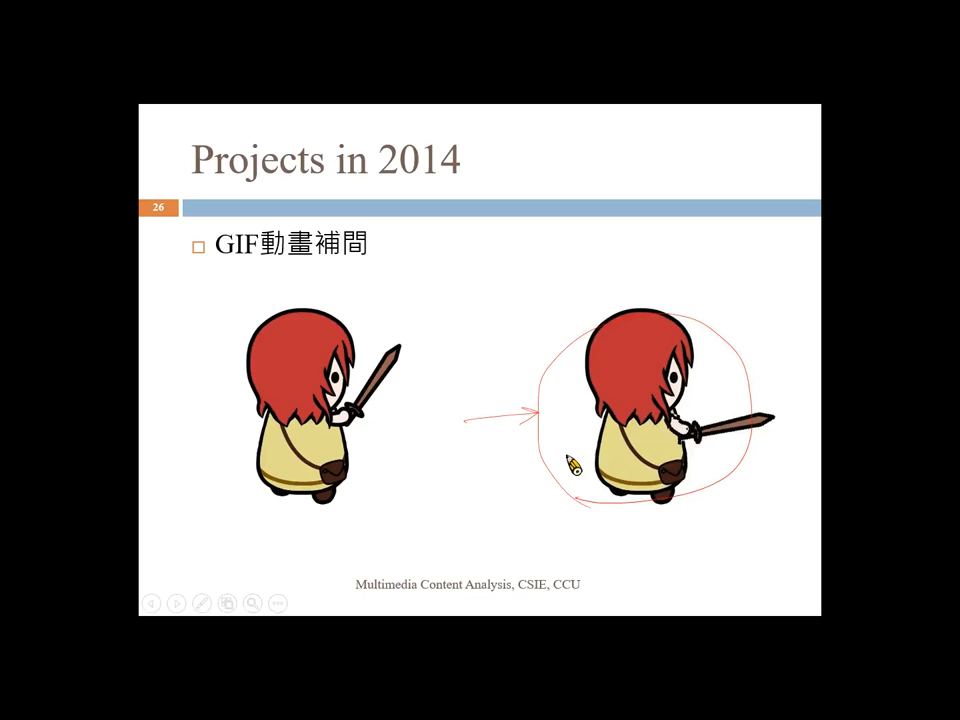 Projects in 2014
26
GIF動畫補間
Multimedia Content Analysis, CSIE, CCU